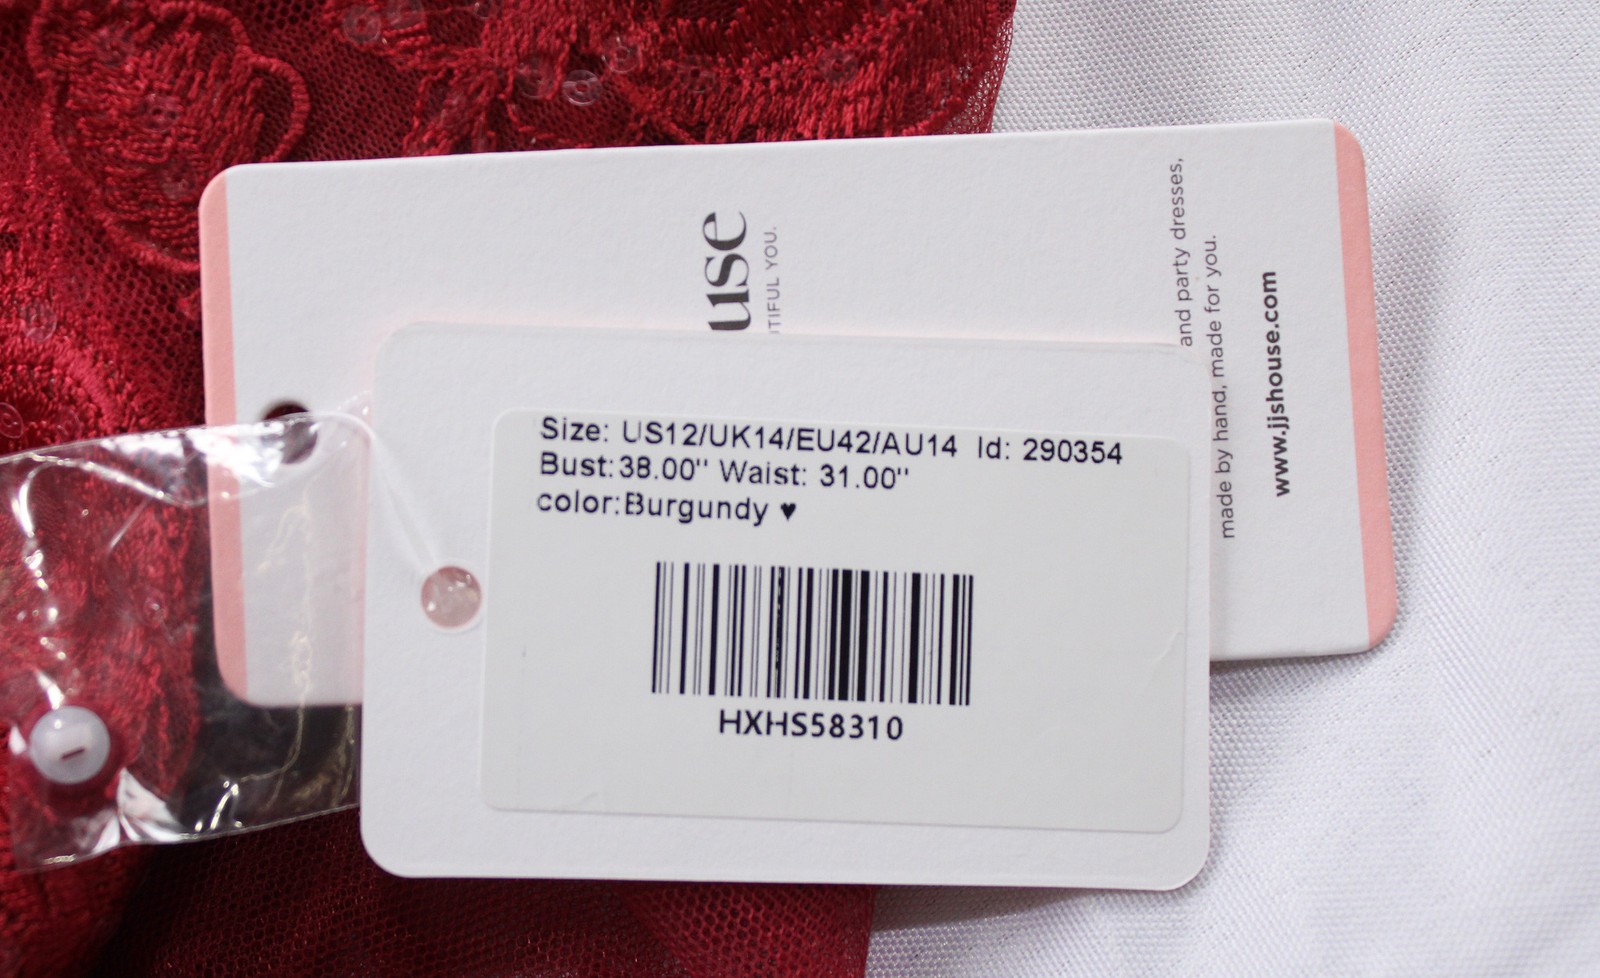 use
TIFUL YOU.
and party dresses,
made by hand, made for you.
www.jjshouse.com
Size: US12/UK14/EU42/AU14 Id: 290354
Bust:38.00" Waist: 31.00"
color:Burgundy ♥
HXHS58310